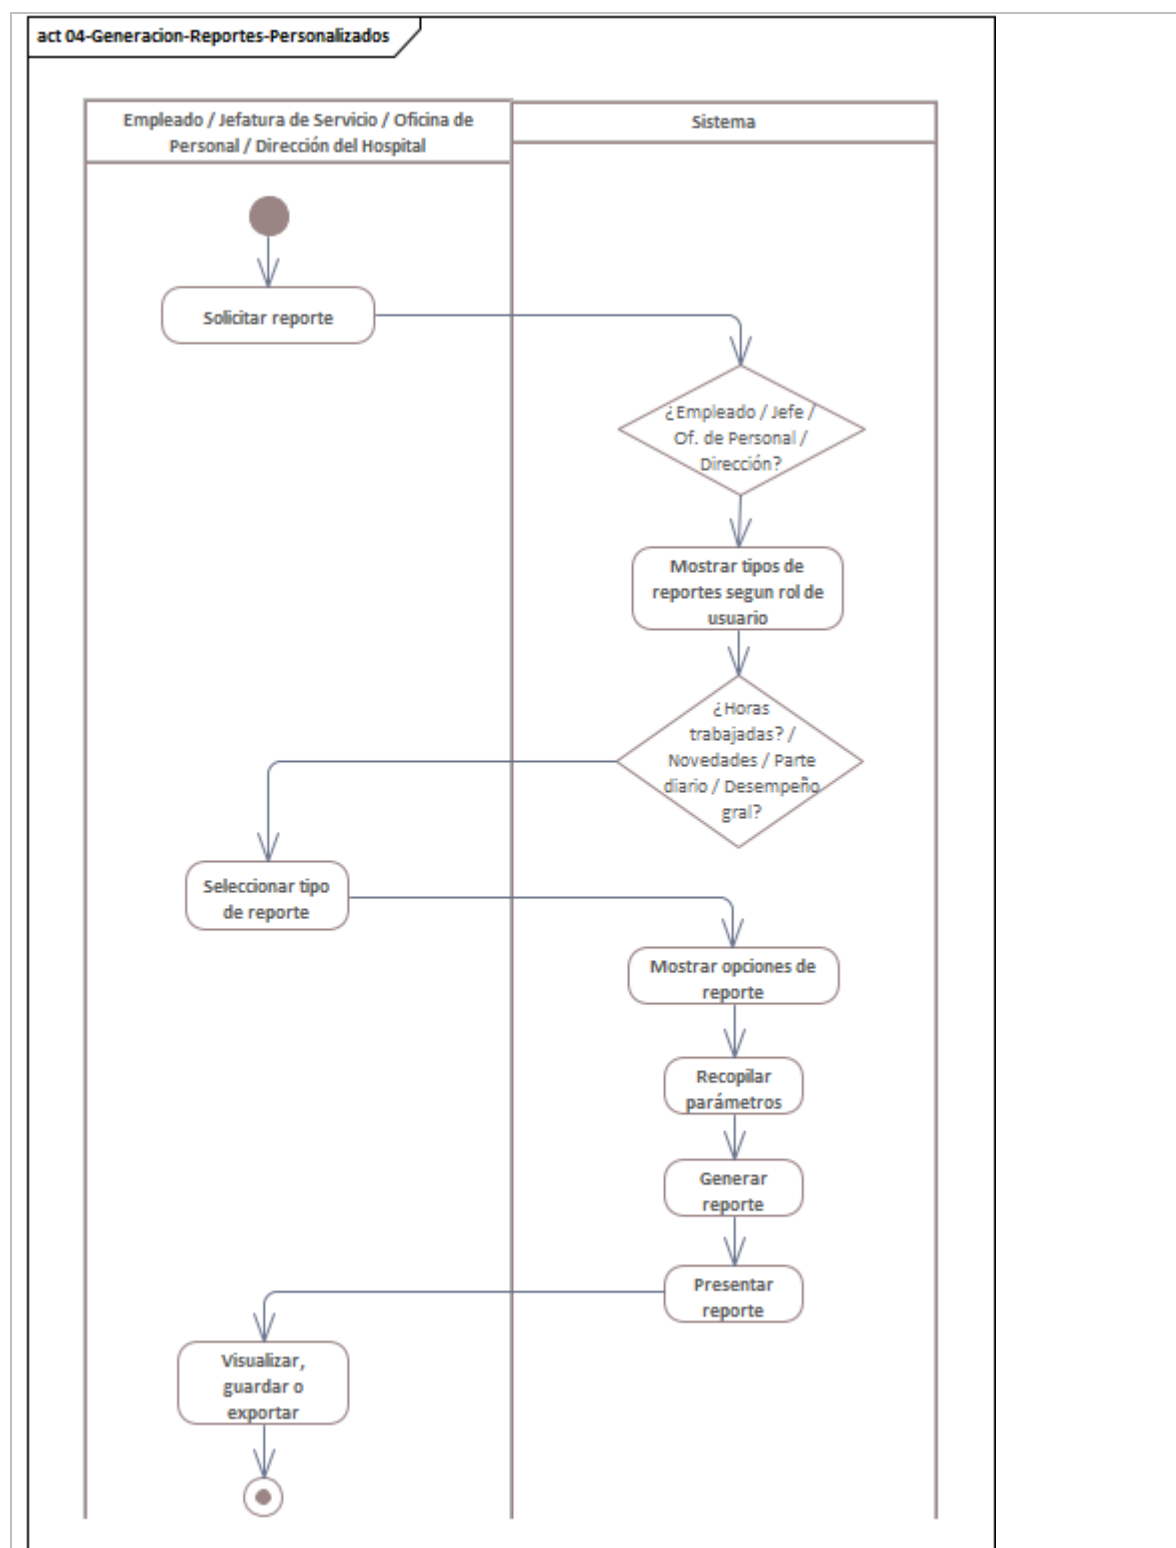 act 04-Generacion-Reportes-Personalizados
Empleado / Jefatura de Servicio / Oficina de
Personal / Dirección del Hospital
Sistema
Solicitar reporte
¿Empleado / Jefe /
Of. de Personal /
Dirección?
Mostrar tipos de
reportes segun rol de
usuario
¿Horas
trabajadas? /
Novedades / Parte
diario / Desempeño
gral?
Seleccionar tipo
de reporte
Mostrar opciones de
reporte
Recopilar
parámetros
Generar
reporte
Presentar
reporte
Visualizar,
guardar o
exportar